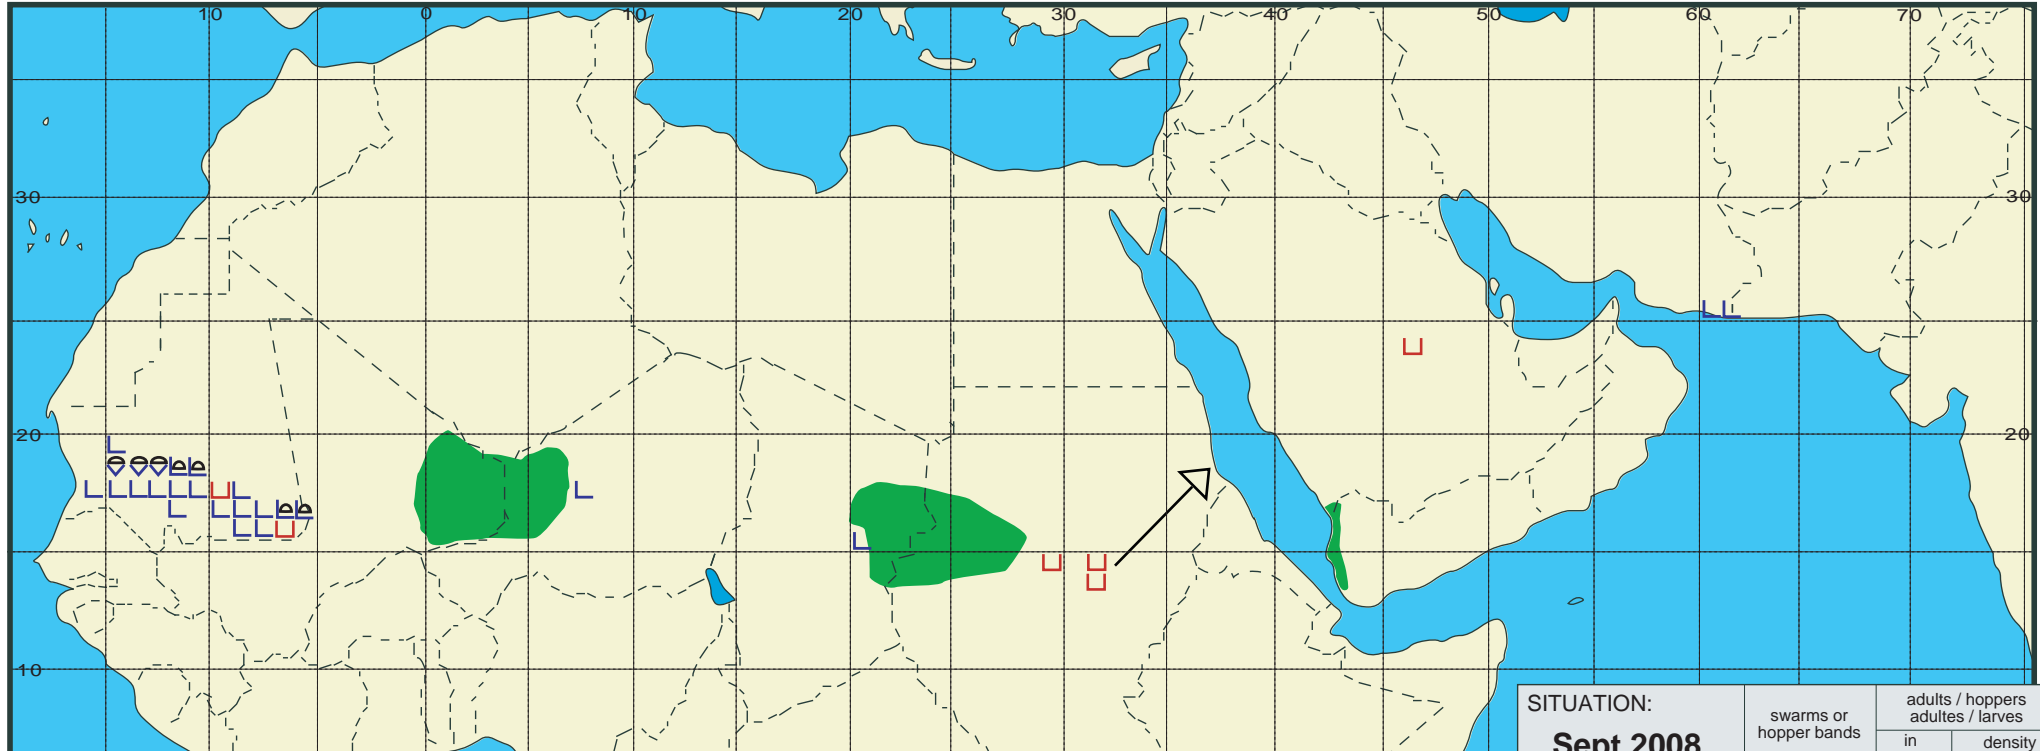 10 0 10 20 30 40 50 60 70
30 30
20 20
10
SITUATION:
Sept 2008
swarms or
hopper bands
adults / hoppers
adultes / larves
in
density